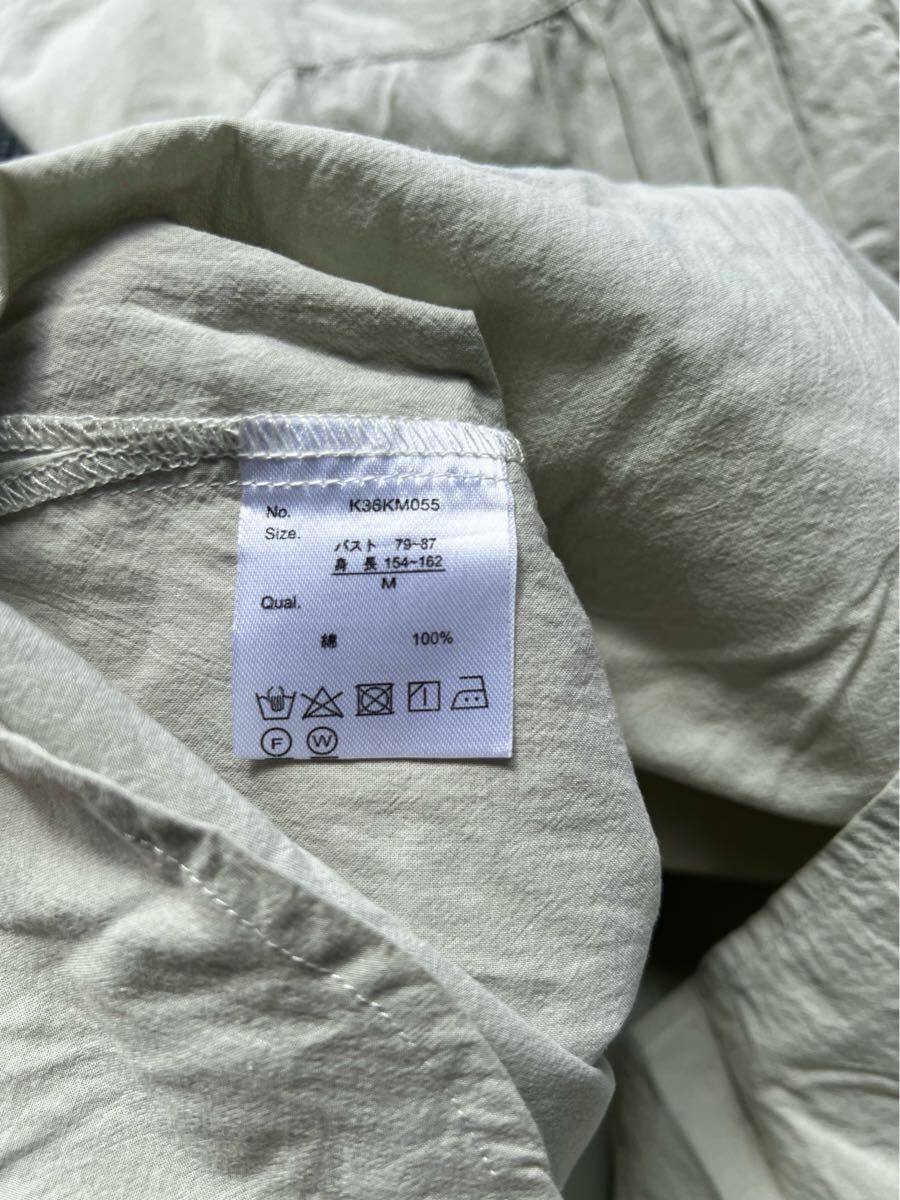 No. K36KM055
Size.
バスト 79~87
身 長 154~162
M
Qual.
綿 100%
F W